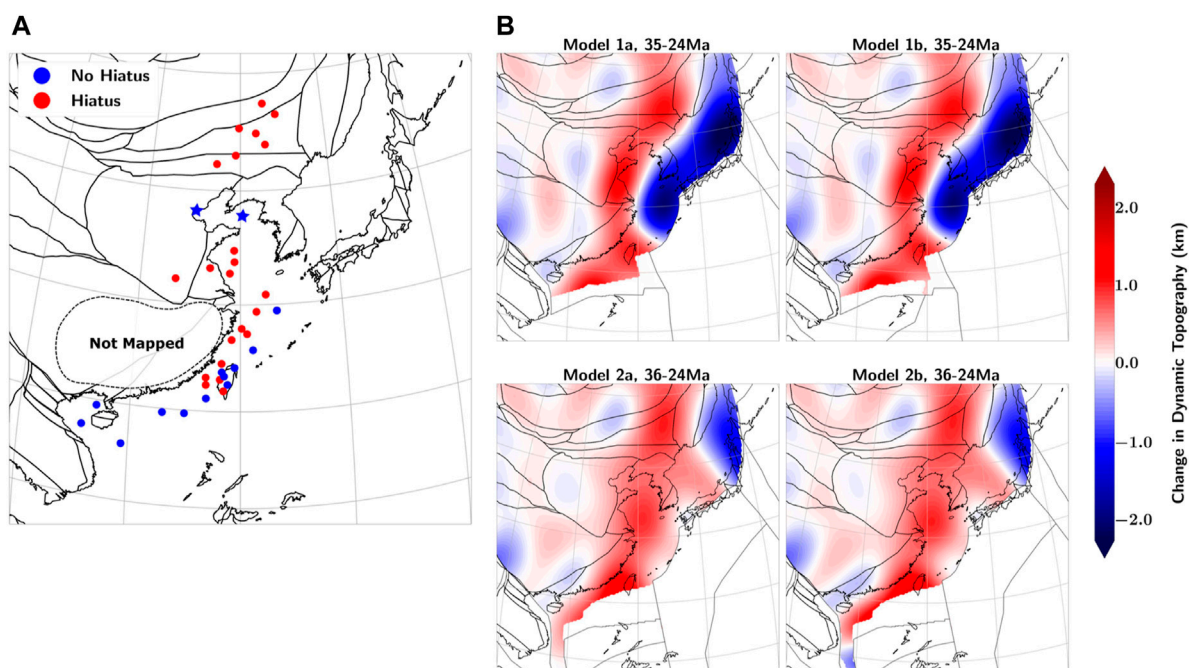 A
No Hiatus
Hiatus
Not Mapped
B
Model 1a, 35-24Ma
Model 1b, 35-24Ma
Model 2a, 36-24Ma
Model 2b, 36-24Ma
2.0
1.0
0.0
−1.0
−2.0
Change in Dynamic Topography (km)